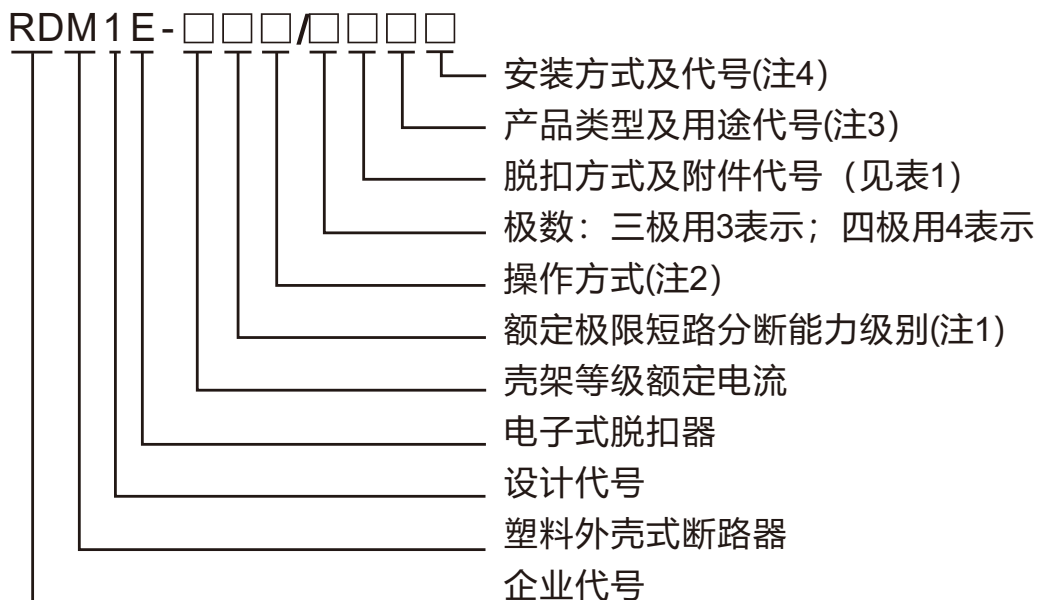 RDM1E-□□□/□□□□
安装方式及代号(注4)
产品类型及用途代号(注3)
脱扣方式及附件代号（见表1）
极数：三极用3表示；四极用4表示
操作方式(注2)
额定极限短路分断能力级别(注1)
壳架等级额定电流
电子式脱扣器
设计代号
塑料外壳式断路器
企业代号